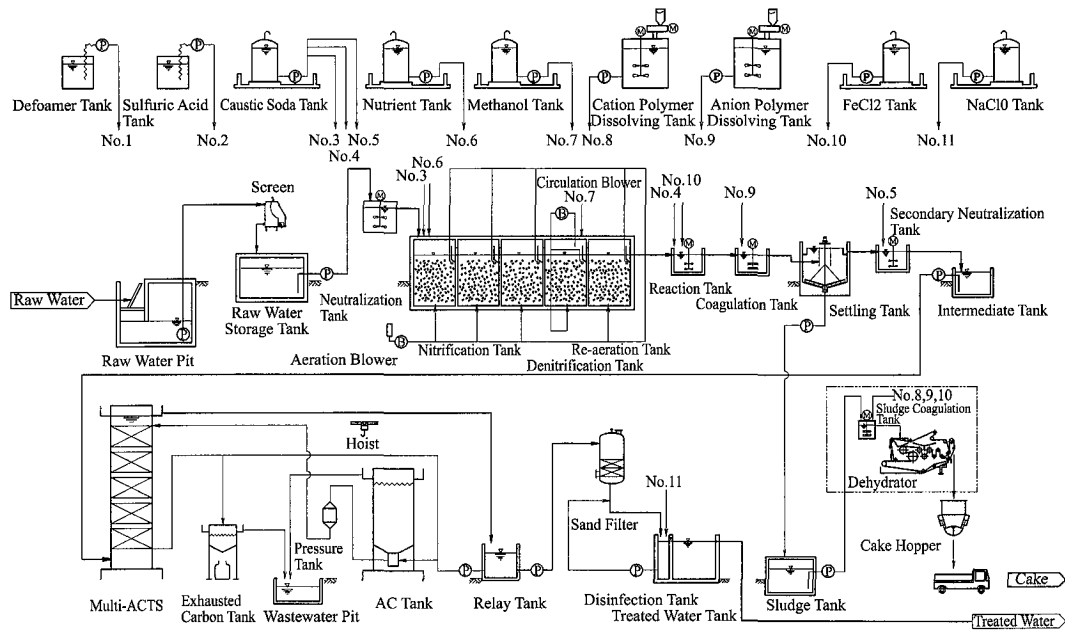 Defoamer Tank
Sulfuric Acid
Tank
Caustic Soda Tank
Nutrient Tank
Methanol Tank
Cation Polymer
Dissolving Tank
Anion Polymer
Dissolving Tank
FeCl2 Tank
NaCl0 Tank
No.1
No.2
No.3
No.4
No.5
No.6
No.7
No.8
No.9
No.10
No.11
Screen
No.6
No.3
Circulation Blower
No.7
No.10
No.4
No.9
No.5
Secondary Neutralization
Tank
Raw Water
Raw Water Pit
Raw Water
Storage Tank
Neutralization
Tank
Aeration Blower
Nitrification Tank
Re-aeration Tank
Denitrification Tank
Reaction Tank
Coagulation Tank
Settling Tank
Intermediate Tank
No.8,9,10
Sludge Coagulation
Tank
Dehydrator
Hoist
Pressure
Tank
Sand Filter
No.11
Cake Hopper
Multi-ACTS
Exhausted
Carbon Tank
Wastewater Pit
AC Tank
Relay Tank
Disinfection Tank
Treated Water Tank
Sludge Tank
Cake
Treated Water
P
P
P
P
P
P
M
P
M
P
P
M
B
M
M
M
M
P
P
P
B
P
M
P
P
P
P